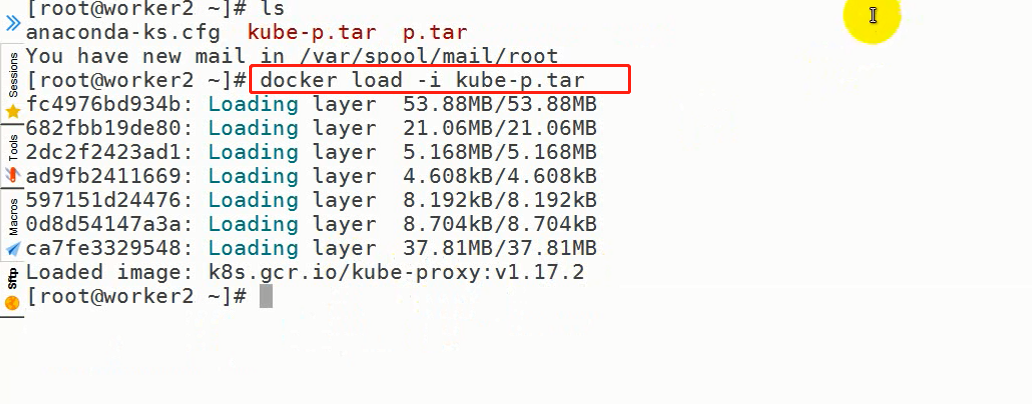 [root@worker2 ~]# ls
anaconda-ks.cfg  kube-p.tar  p.tar
You have new mail in /var/spool/mail/root
[root@worker2 ~]# docker load -i kube-p.tar
fc4976bd934b: Loading layer  53.88MB/53.88MB
682fbb19de80: Loading layer  21.06MB/21.06MB
2dc2f2423ad1: Loading layer  5.168MB/5.168MB
ad9fb2411669: Loading layer  4.608kB/4.608kB
597151d24476: Loading layer  8.192kB/8.192kB
0d8d54147a3a: Loading layer  8.704kB/8.704kB
ca7fe3329548: Loading layer  37.81MB/37.81MB
Loaded image: k8s.gcr.io/kube-proxy:v1.17.2
[root@worker2 ~]#
Sessions
Tools
Macros
Sftp